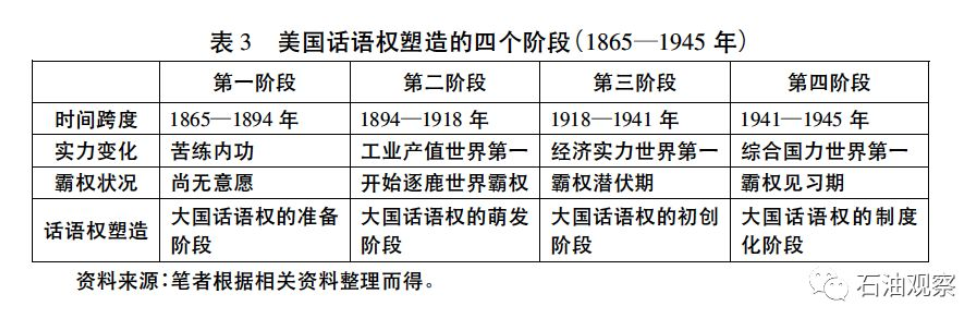 表 3 美国话语权塑造的四个阶段(1865—1945 年)
第一阶段 第二阶段 第三阶段 第四阶段
时间跨度 1865—1894 年 1894—1918 年 1918—1941 年 1941—1945 年
实力变化 苦练内功 工业产值世界第一 经济实力世界第一 综合国力世界第一
霸权状况 尚无意愿 开始逐鹿世界霸权 霸权潜伏期 霸权见习期
话语权塑造 大国话语权的准备阶段 大国话语权的萌发阶段 大国话语权的初创阶段 大国话语权的制度化阶段
资料来源:笔者根据相关资料整理而得。
石油观察